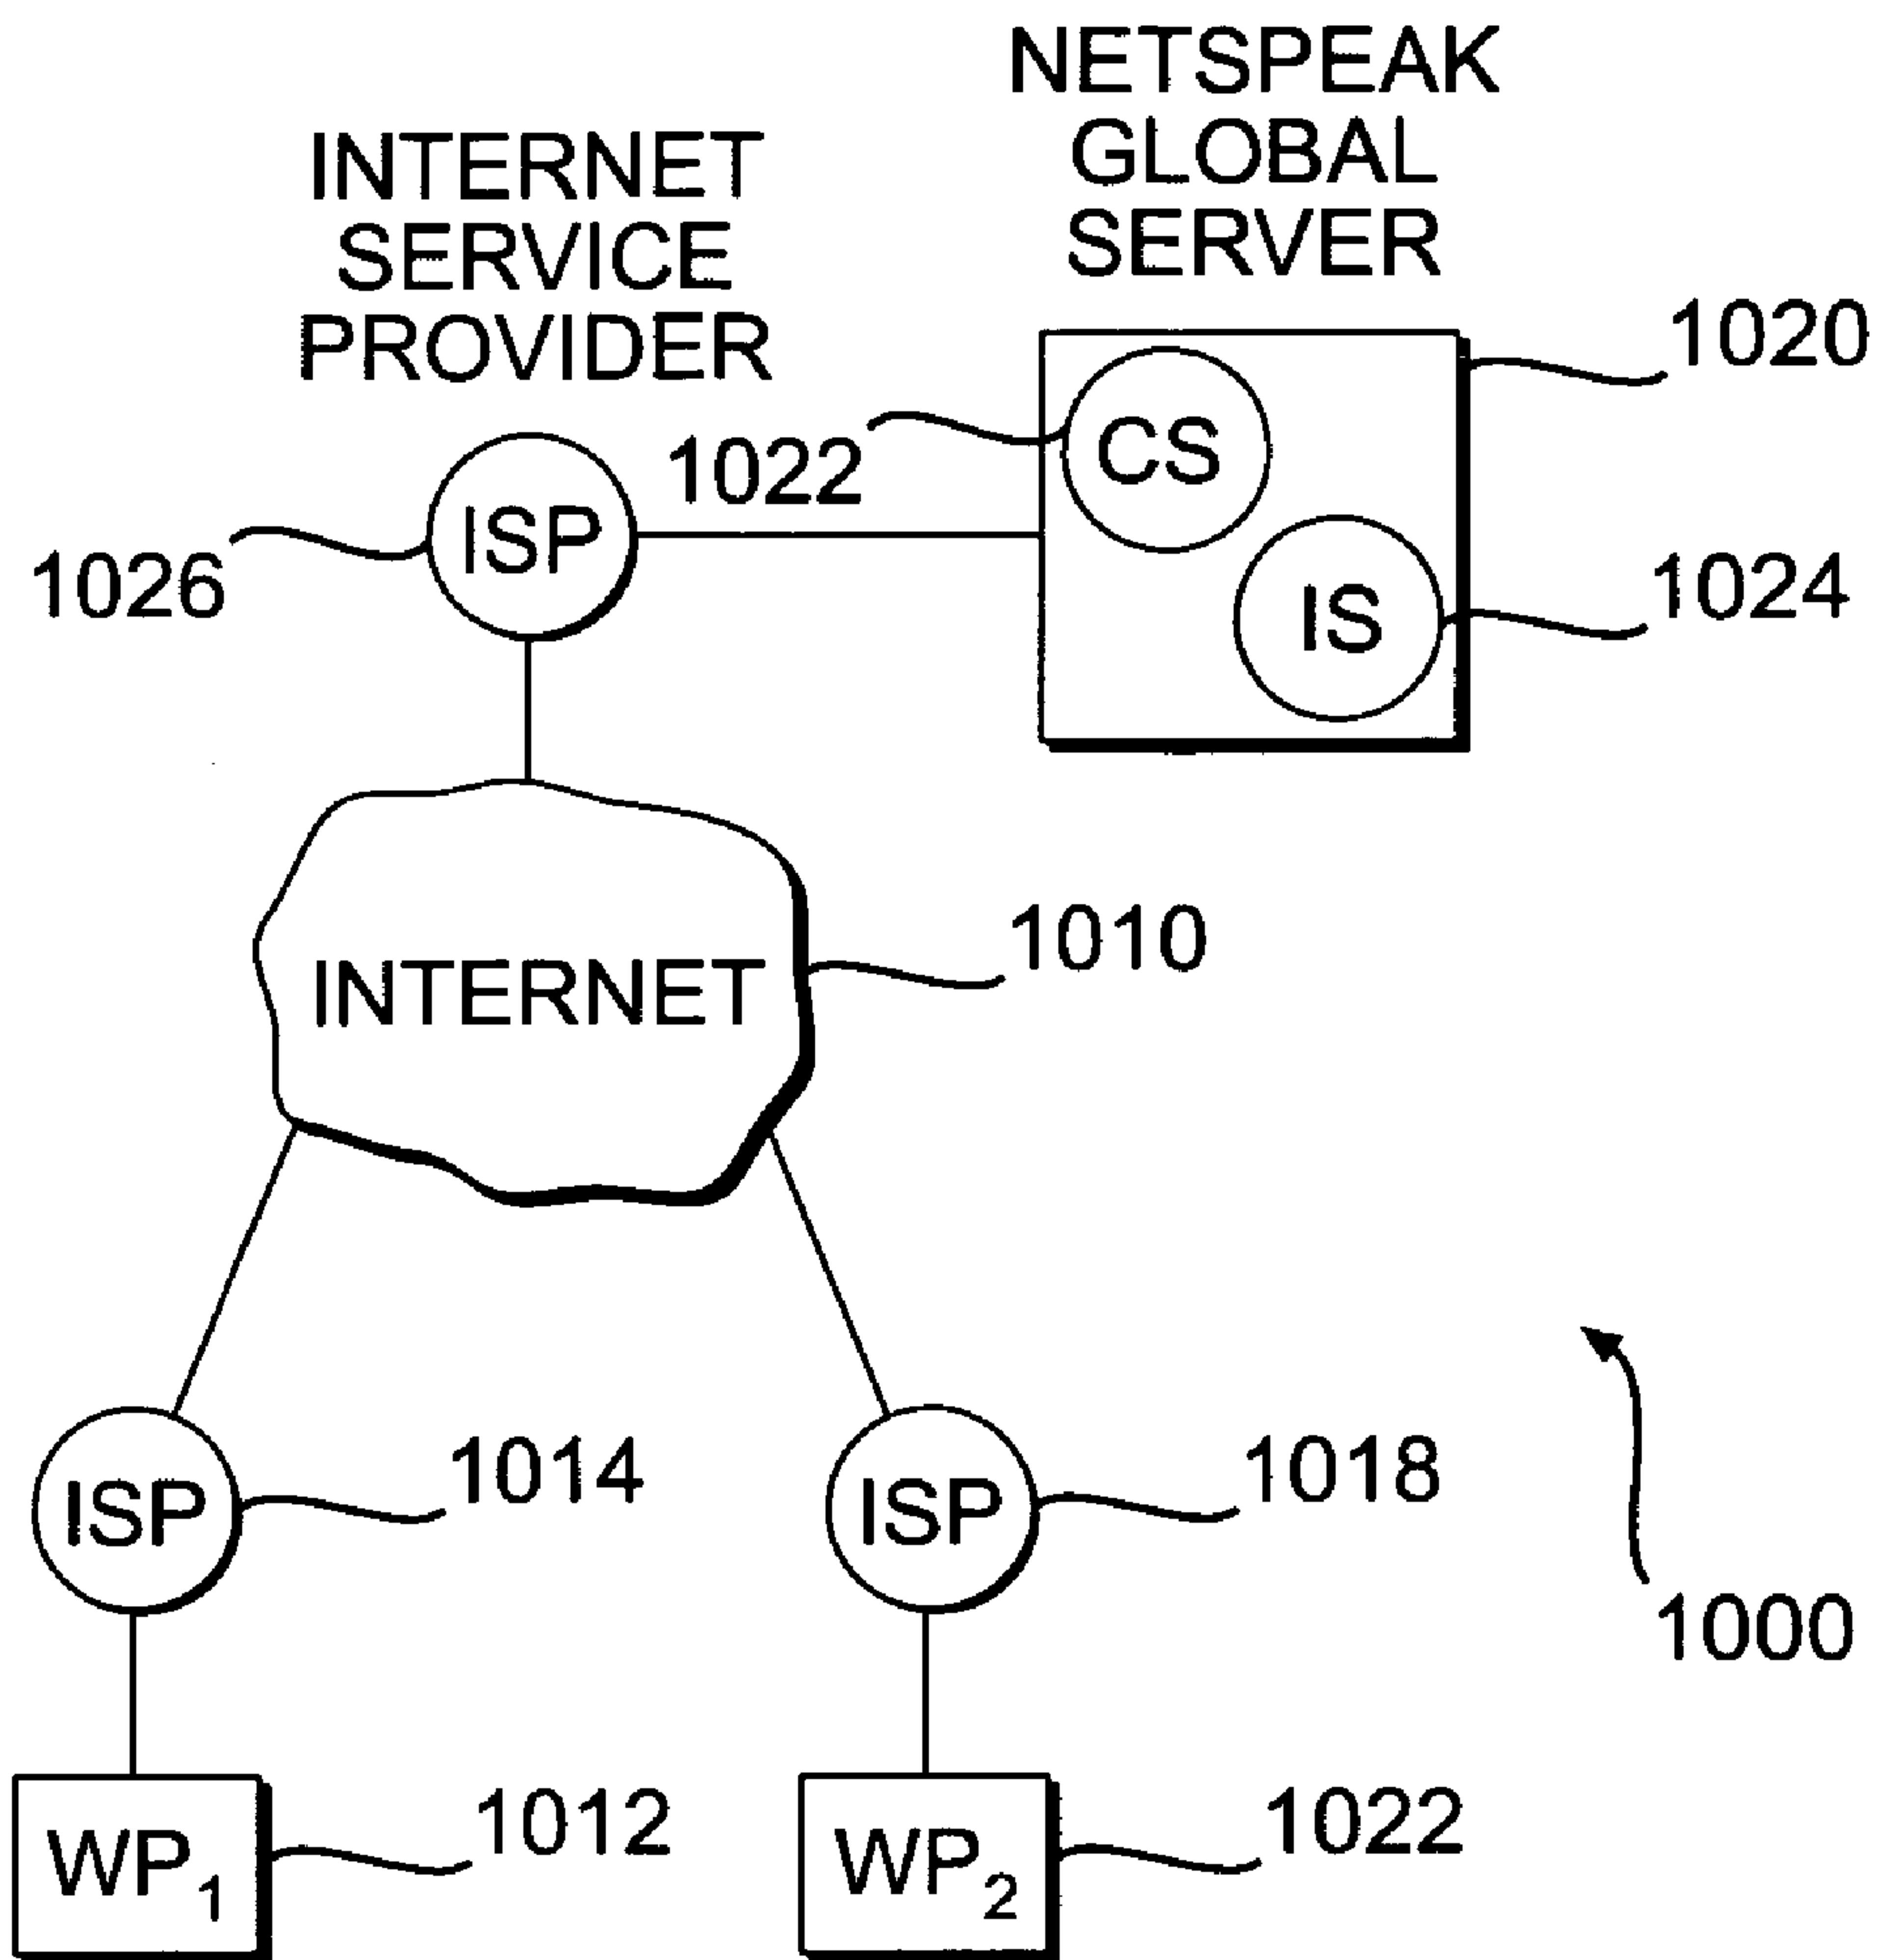 NETSPEAK
GLOBAL
SERVER
INTERNET
SERVICE
PROVIDER
1020
CS
1022
ISP
1026
IS
1024
INTERNET
1010
ISP
1014
ISP
1018
1000
WP1
1012
WP2
1022